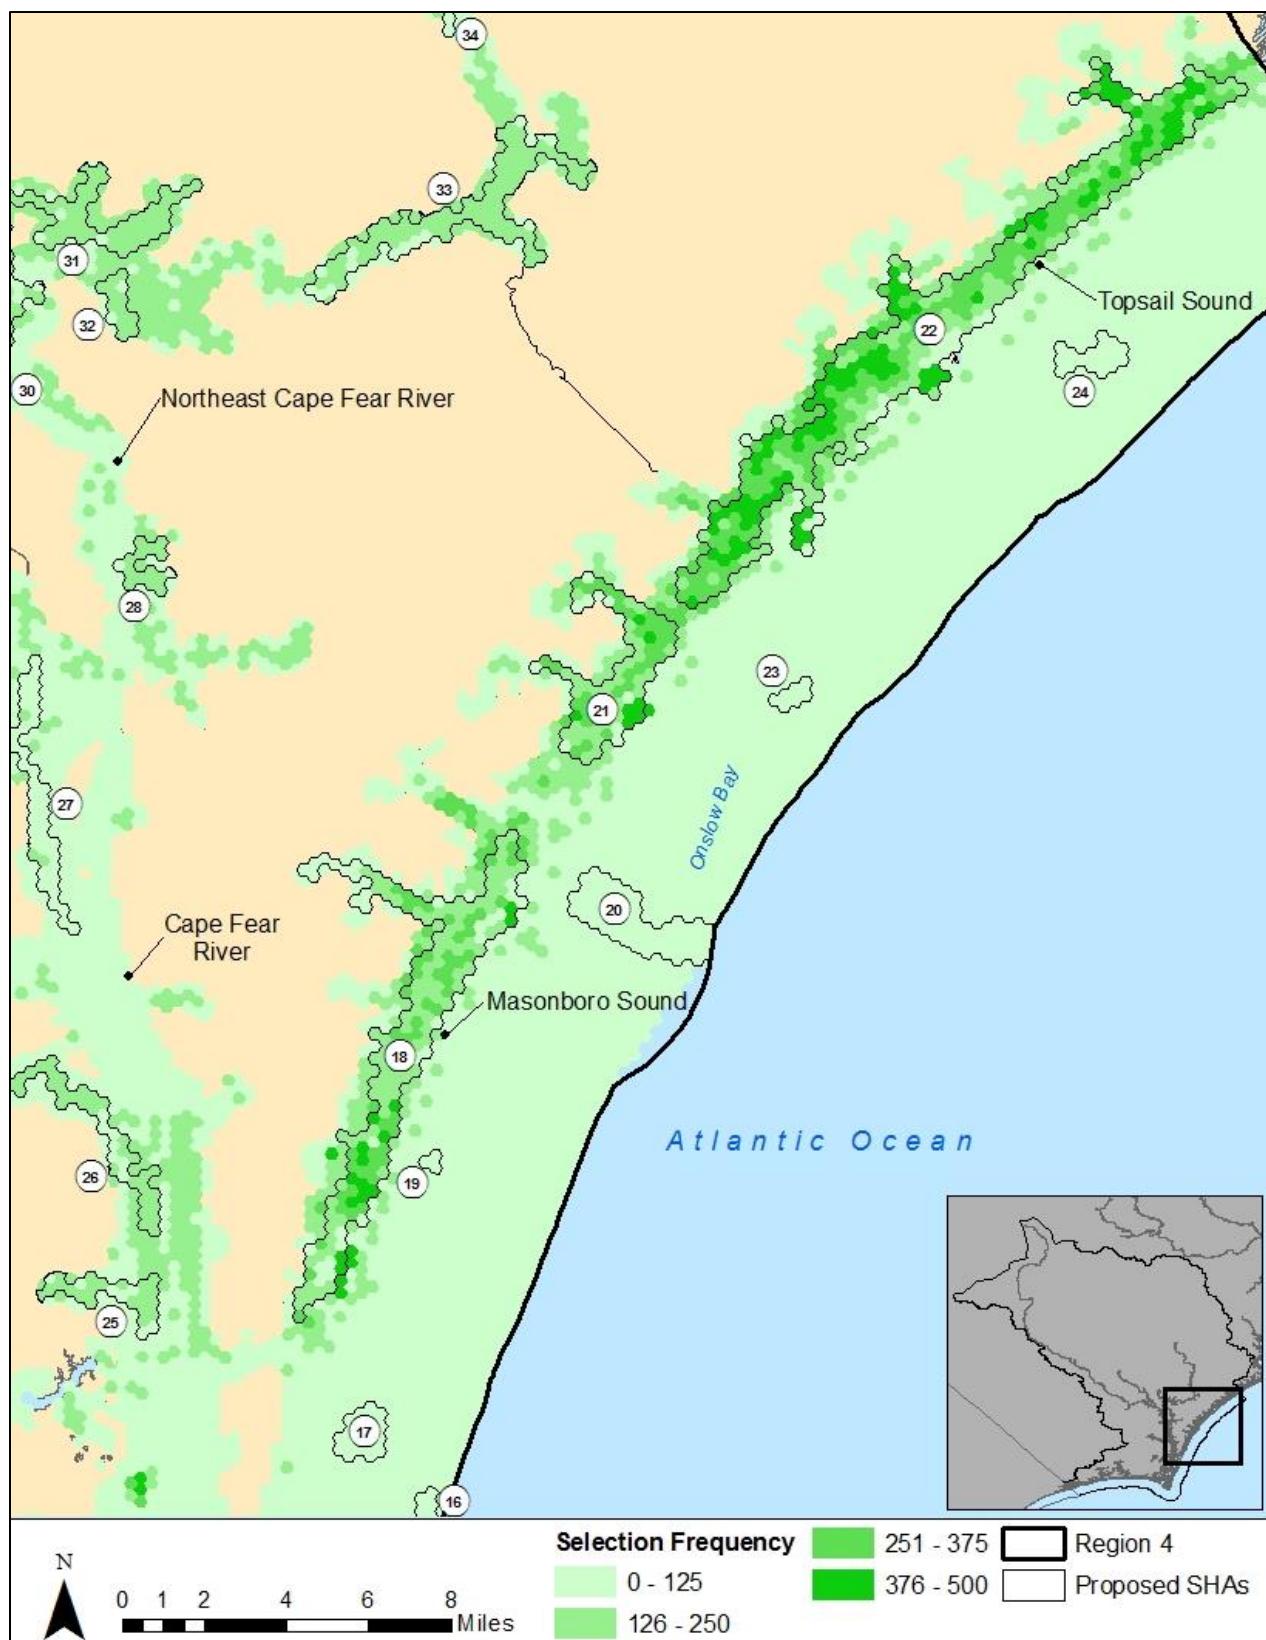 34
33
31
32
22
Topsail Sound
24
30
Northeast Cape Fear River
28
23
21
27
Onslow Bay
20
Cape Fear
River
Masonboro Sound
18
Atlantic Ocean
26
19
25
17
16
N
0 1 2 4 6 8
Miles
Selection Frequency
0 - 125
126 - 250
251 - 375
376 - 500
Region 4
Proposed SHAs